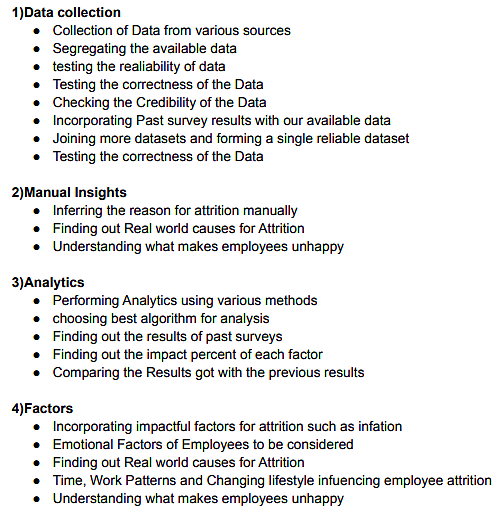 1)Data collection
● Collection of Data from various sources
● Segregating the available data
● testing the realiability of data
● Testing the correctness of the Data
● Checking the Credibility of the Data
● Incorporating Past survey results with our available data
● Joining more datasets and forming a single reliable dataset
● Testing the correctness of the Data
2)Manual Insights
● Inferring the reason for attrition manually
● Finding out Real world causes for Attrition
● Understanding what makes employees unhappy
3)Analytics
● Performing Analytics using various methods
● choosing best algorithm for analysis
● Finding out the results of past surveys
● Finding out the impact percent of each factor
● Comparing the Results got with the previous results
4)Factors
● Incorporating impactful factors for attrition such as infation
● Emotional Factors of Employees to be considered
● Finding out Real world causes for Attrition
● Time, Work Patterns and Changing lifestyle infuencing employee attrition
● Understanding what makes employees unhappy